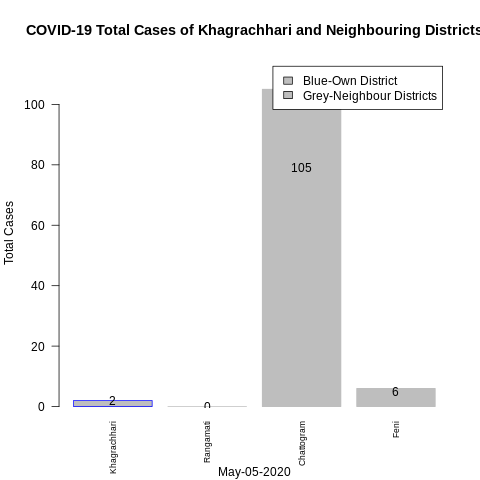 COVID-19 Total Cases of Khagrachhari and Neighbouring Districts
Blue-Own District
Grey-Neighbour Districts
Total Cases
100
80
60
40
20
0
2
0
105
6
Khagrachhari
Rangamati
Chattogram
Feni
May-05-2020